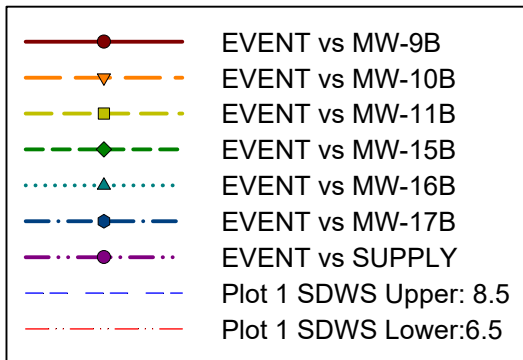 EVENT vs MW-9B
EVENT vs MW-10B
EVENT vs MW-11B
EVENT vs MW-15B
EVENT vs MW-16B
EVENT vs MW-17B
EVENT vs SUPPLY
Plot 1 SDWS Upper: 8.5
Plot 1 SDWS Lower:6.5